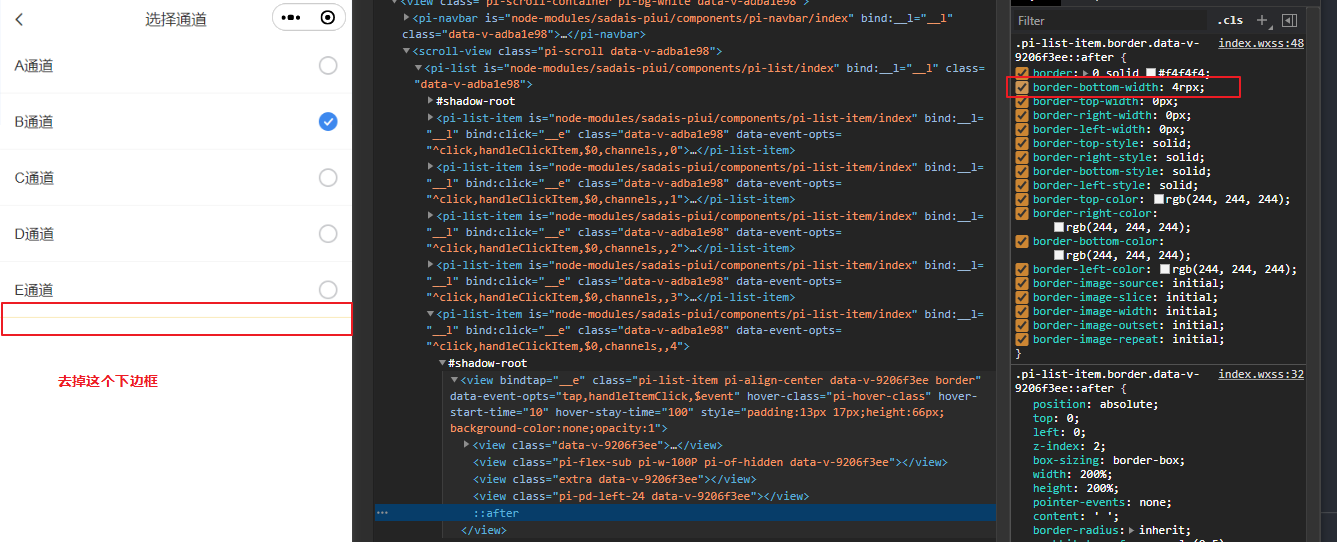 选择通道
A通道
B通道
C通道
D通道
E通道
去掉这个下边框
<view class="pi-scroll-container pi-bg-white data-v-adba1e98">
<pi-navbar is="node-modules/sadais-piui/components/pi-navbar/index" bind:__l="__l"
class="data-v-adba1e98">…</pi-navbar>
<scroll-view class="pi-scroll data-v-adba1e98">
<pi-list is="node-modules/sadais-piui/components/pi-list/index" bind:__l="__l" class=
"data-v-adba1e98">
#shadow-root
<pi-list-item is="node-modules/sadais-piui/components/pi-list-item/index" bind:__l=
"__l" bind:click="__e" class="data-v-adba1e98" data-event-opts=
"^click,handleClickItem,$0,channels,,0">…</pi-list-item>
<pi-list-item is="node-modules/sadais-piui/components/pi-list-item/index" bind:__l=
"__l" bind:click="__e" class="data-v-adba1e98" data-event-opts=
"^click,handleClickItem,$0,channels,,1">…</pi-list-item>
<pi-list-item is="node-modules/sadais-piui/components/pi-list-item/index" bind:__l=
"__l" bind:click="__e" class="data-v-adba1e98" data-event-opts=
"^click,handleClickItem,$0,channels,,2">…</pi-list-item>
<pi-list-item is="node-modules/sadais-piui/components/pi-list-item/index" bind:__l=
"__l" bind:click="__e" class="data-v-adba1e98" data-event-opts=
"^click,handleClickItem,$0,channels,,3">…</pi-list-item>
<pi-list-item is="node-modules/sadais-piui/components/pi-list-item/index" bind:__l=
"__l" bind:click="__e" class="data-v-adba1e98" data-event-opts=
"^click,handleClickItem,$0,channels,,4">
#shadow-root
<view bindtap="__e" class="pi-list-item pi-align-center data-v-9206f3ee border"
data-event-opts="tap,handleItemClick,$event" hover-class="pi-hover-class" hover-
start-time="10" hover-stay-time="100" style="padding:13px 17px;height:66px;
background-color:none;opacity:1">
<view class="data-v-9206f3ee">…</view>
<view class="pi-flex-sub pi-w-100P pi-of-hidden data-v-9206f3ee"></view>
<view class="extra data-v-9206f3ee"></view>
<view class="pi-pd-left-24 data-v-9206f3ee"></view>
::after
</view>
Filter
.cls
.pi-list-item.border.data-v-
index.wxss:48
9206f3ee::after {
border: 0 solid #f4f4f4;
border-bottom-width: 4rpx;
border-top-width: 0px;
border-right-width: 0px;
border-left-width: 0px;
border-top-style: solid;
border-right-style: solid;
border-bottom-style: solid;
border-left-style: solid;
border-top-color: rgb(244, 244, 244);
border-right-color:
rgb(244, 244, 244);
border-bottom-color:
rgb(244, 244, 244);
border-left-color: rgb(244, 244, 244);
border-image-source: initial;
border-image-slice: initial;
border-image-width: initial;
border-image-outset: initial;
border-image-repeat: initial;
}
.pi-list-item.border.data-v-
index.wxss:32
9206f3ee::after {
position: absolute;
top: 0;
left: 0;
z-index: 2;
box-sizing: border-box;
width: 200%;
height: 200%;
pointer-events: none;
content: ' ';
border-radius: inherit;